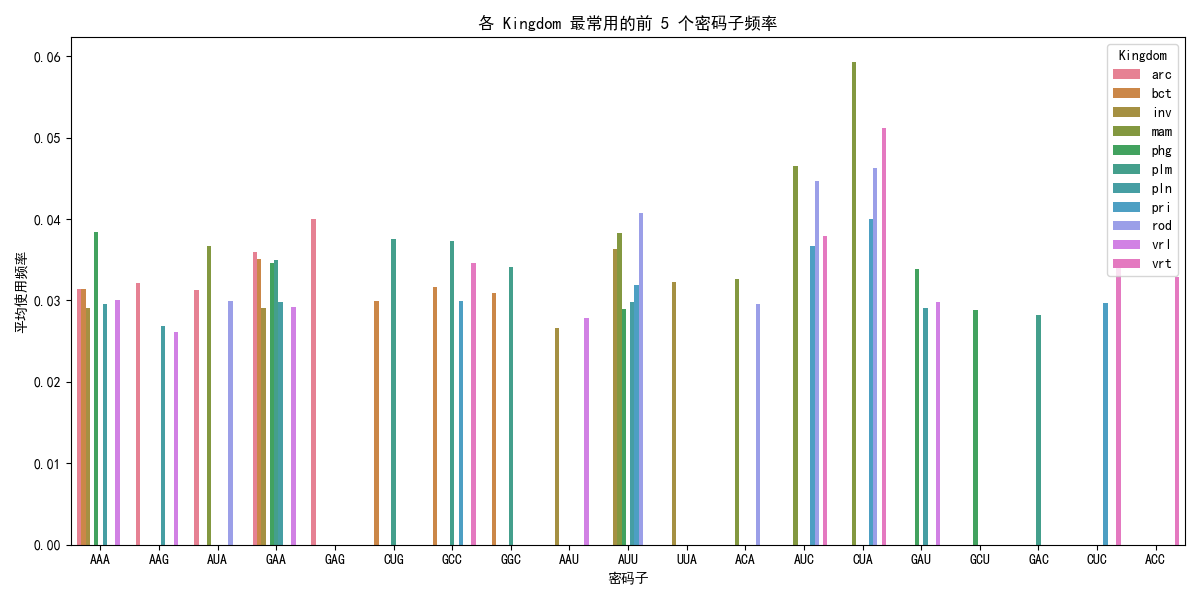 各 Kingdom 最常用的前 5 个密码子频率
平均使用频率
0.06
0.05
0.04
0.03
0.02
0.01
0.00
AAA AAG AUA GAA GAG CUG GCC GGC AAU AUU UUA ACA AUC CUA GAU GCU GAC CUC ACC
密码子
Kingdom
arc
bct
inv
mam
phg
plm
pln
pri
rod
vrl
vrt